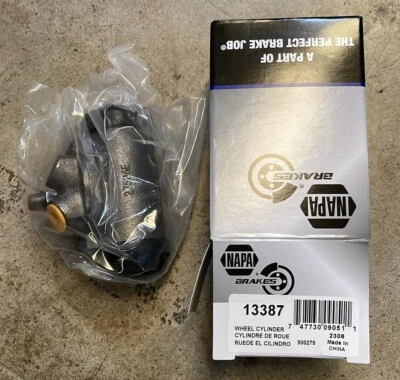 A PART OF
THE PERFECT BRAKE JOB®
NAPA
BRAKES
NAPA
BRAKES
13387
WHEEL CYLINDER
CYLINDRE DE ROUE
RUEDE EL CILINDRO
7 47730 09051 1
500275
2306
Made In
CHINA